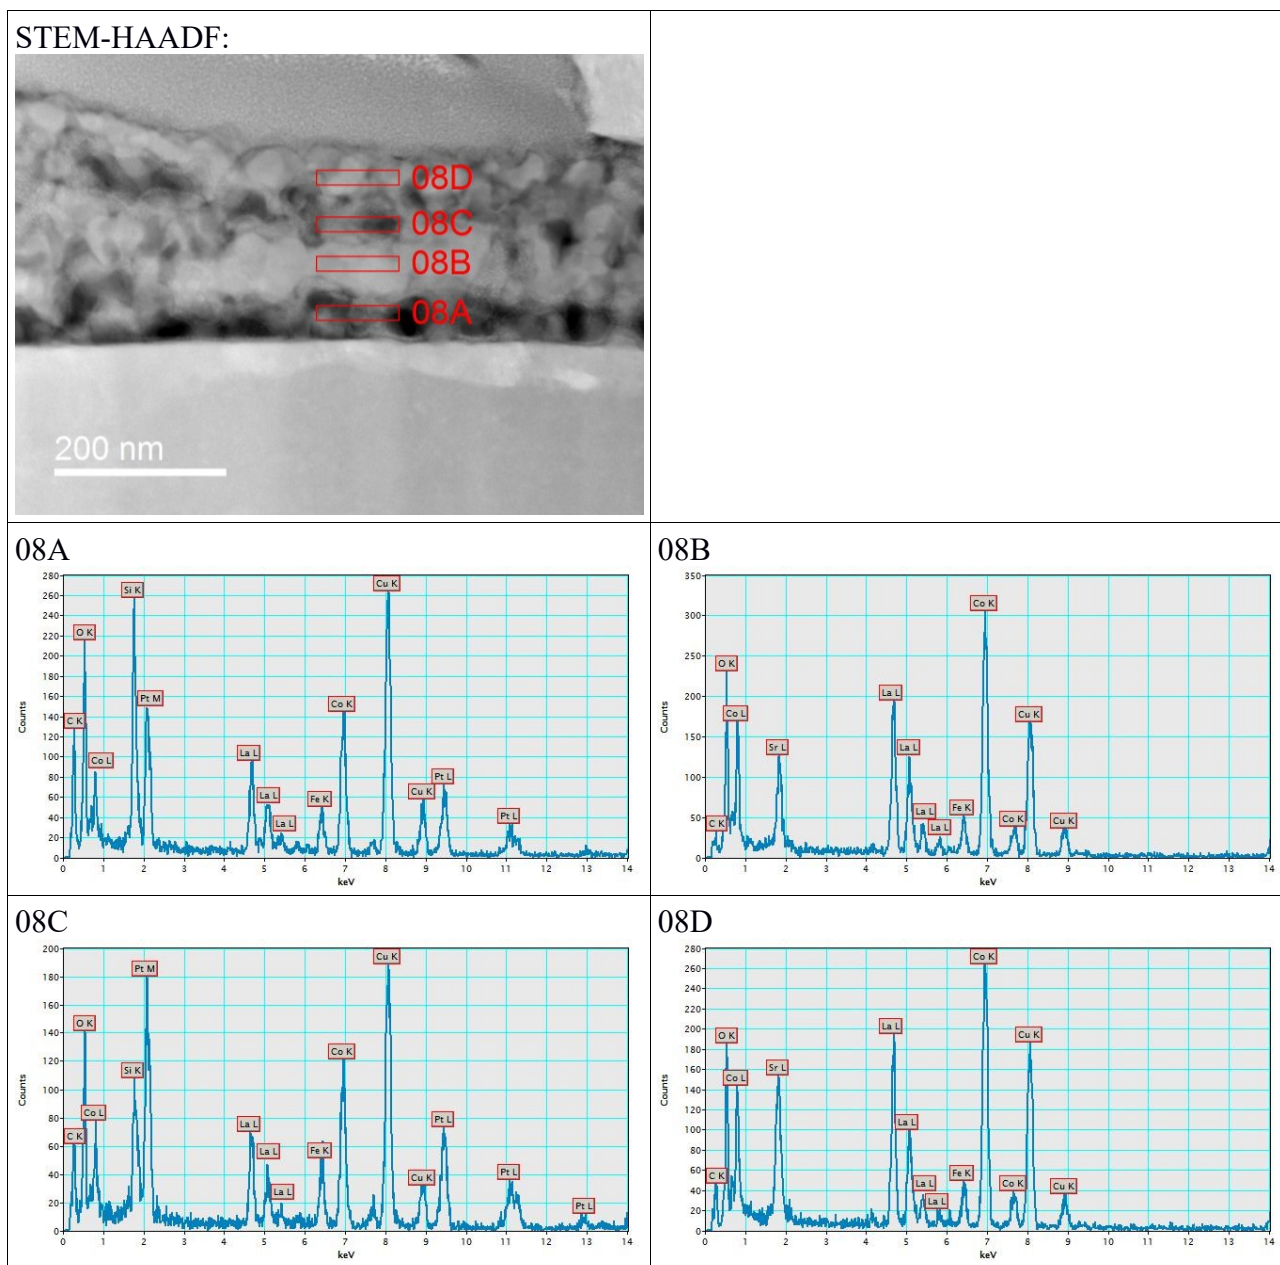 STEM-HAADF:
08D
08C
08B
08A
200 nm
08A
280
260
240
220
200
180
160
140
120
100
80
60
40
20
0
Counts
C K
O K
Co L
Si K
Pt M
La L
La L
La L
Fe K
Co K
Cu K
Cu K
Pt L
Pt L
0 1 2 3 4 5 6 7 8 9 10 11 12 13 14
keV
08B
350
300
250
200
150
100
50
0
Counts
C K
O K
Co L
Sr L
La L
La L
La L
La L
Fe K
Co K
Co K
Cu K
Cu K
0 1 2 3 4 5 6 7 8 9 10 11 12 13 14
keV
08C
200
180
160
140
120
100
80
60
40
20
0
Counts
C K
O K
Co L
Si K
Pt M
La L
La L
La L
Fe K
Co K
Cu K
Cu K
Pt L
Pt L
Pt L
0 1 2 3 4 5 6 7 8 9 10 11 12 13 14
keV
08D
280
260
240
220
200
180
160
140
120
100
80
60
40
20
0
Counts
C K
O K
Co L
Sr L
La L
La L
La L
La L
Fe K
Co K
Co K
Cu K
Cu K
0 1 2 3 4 5 6 7 8 9 10 11 12 13 14
keV